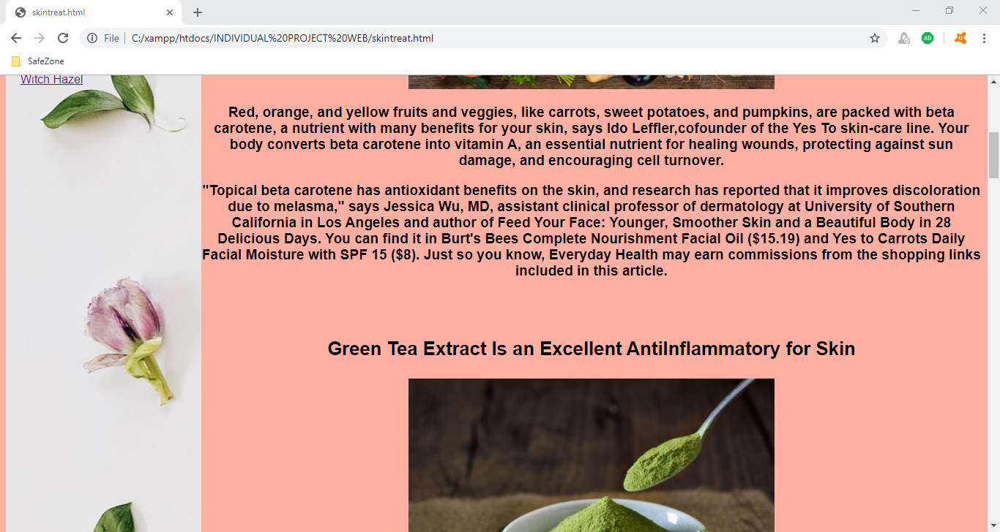 skintreat.html
File
C:/xampp/htdocs/INDIVIDUAL%20PROJECT%20WEB/skintreat.html
AD
SafeZone
Witch Hazel
Red, orange, and yellow fruits and veggies, like carrots, sweet potatoes, and pumpkins, are packed with beta
carotene, a nutrient with many benefits for your skin, says Ido Leffler,cofounder of the Yes To skin-care line. Your
body converts beta carotene into vitamin A, an essential nutrient for healing wounds, protecting against sun
damage, and encouraging cell turnover.
"Topical beta carotene has antioxidant benefits on the skin, and research has reported that it improves discoloration
due to melasma," says Jessica Wu, MD, assistant clinical professor of dermatology at University of Southern
California in Los Angeles and author of Feed Your Face: Younger, Smoother Skin and a Beautiful Body in 28
Delicious Days. You can find it in Burt's Bees Complete Nourishment Facial Oil ($15.19) and Yes to Carrots Daily
Facial Moisture with SPF 15 ($8). Just so you know, Everyday Health may earn commissions from the shopping links
included in this article.
Green Tea Extract Is an Excellent AntiInflammatory for Skin